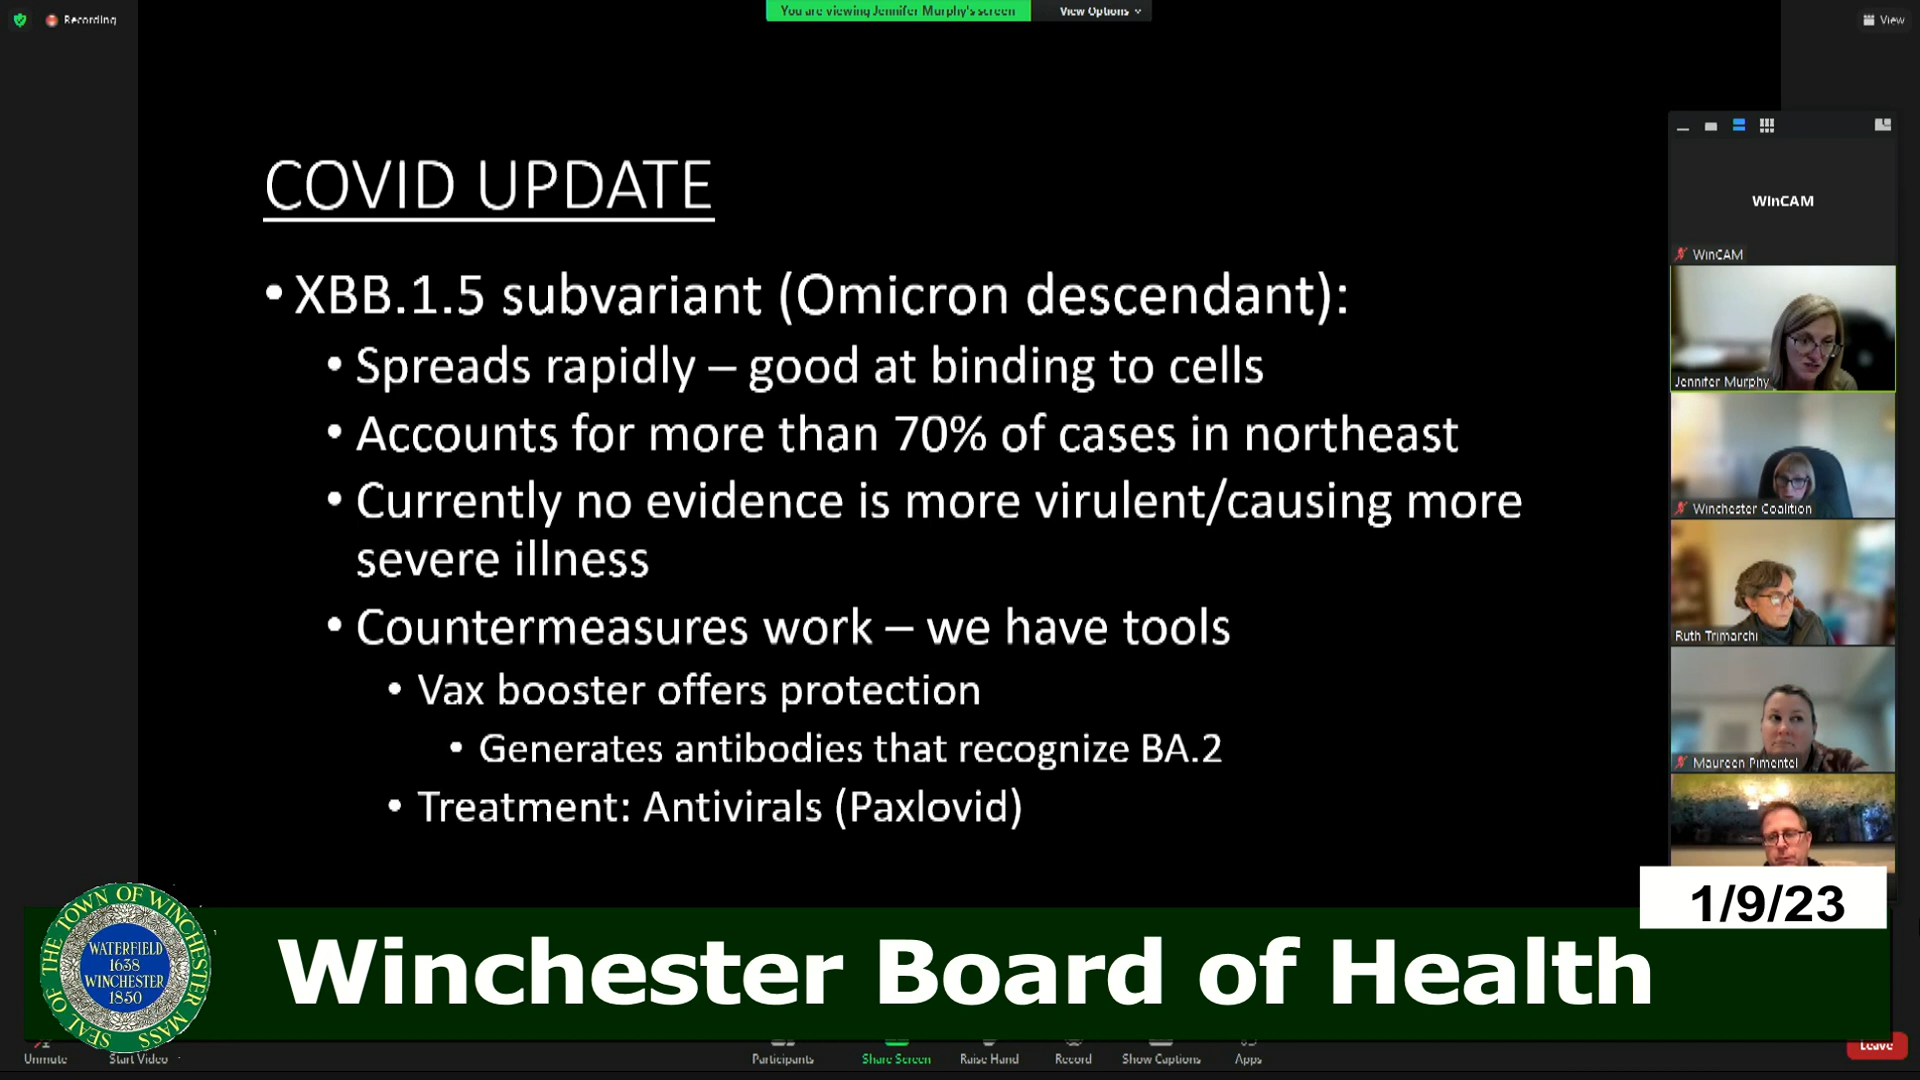 Recording
You are viewing Jennifer Murphy's screen
View Options
View
COVID UPDATE
• XBB.1.5 subvariant (Omicron descendant):
• Spreads rapidly – good at binding to cells
• Accounts for more than 70% of cases in northeast
• Currently no evidence is more virulent/causing more
severe illness
• Countermeasures work – we have tools
• Vax booster offers protection
• Generates antibodies that recognize BA.2
• Treatment: Antivirals (Paxlovid)
WinCAM
WinCAM
Jennifer Murphy
Winchester Coalition
Ruth Trimarchi
Maureen Pimentel
1/9/23
THE TOWN OF WINCHESTER MASS
SEAL OF
WATERFIELD
1638
WINCHESTER
1850
Winchester Board of Health
Unmute
Start Video
Participants
Share Screen
Raise Hand
Record
Show Captions
Apps
Leave